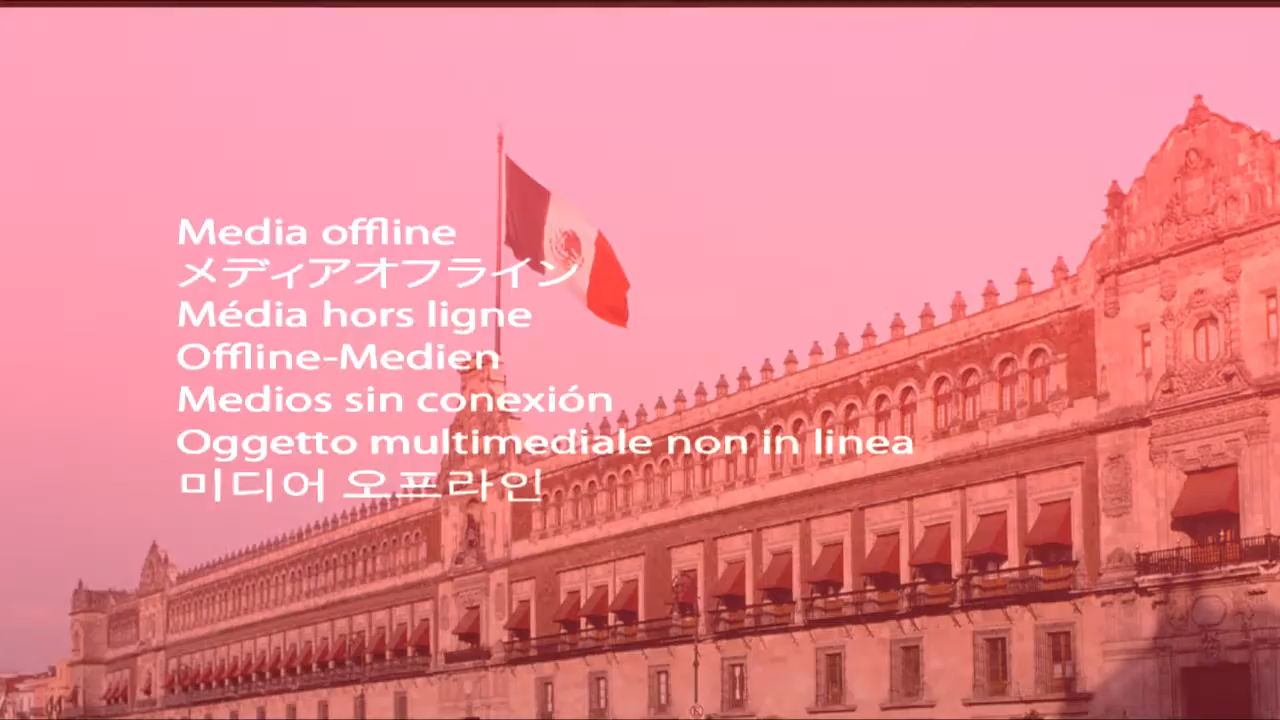 Media offline
メディアオフライン
Média hors ligne
Offline-Medien
Medios sin conexión
Oggetto multimediale non in linea
미디어 오프라인